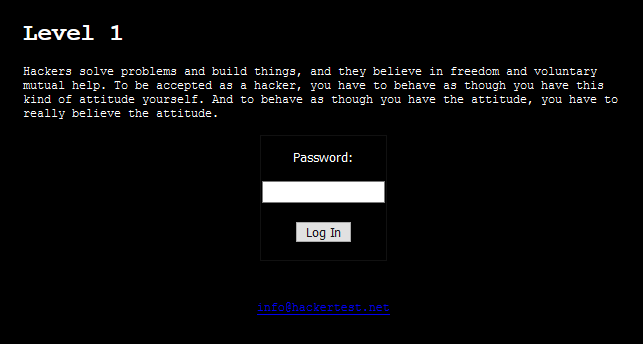 Level 1
Hackers solve problems and build things, and they believe in freedom and voluntary
mutual help. To be accepted as a hacker, you have to behave as though you have this
kind of attitude yourself. And to behave as though you have the attitude, you have to
really believe the attitude.
Password:
Log In
info@hackertest.net